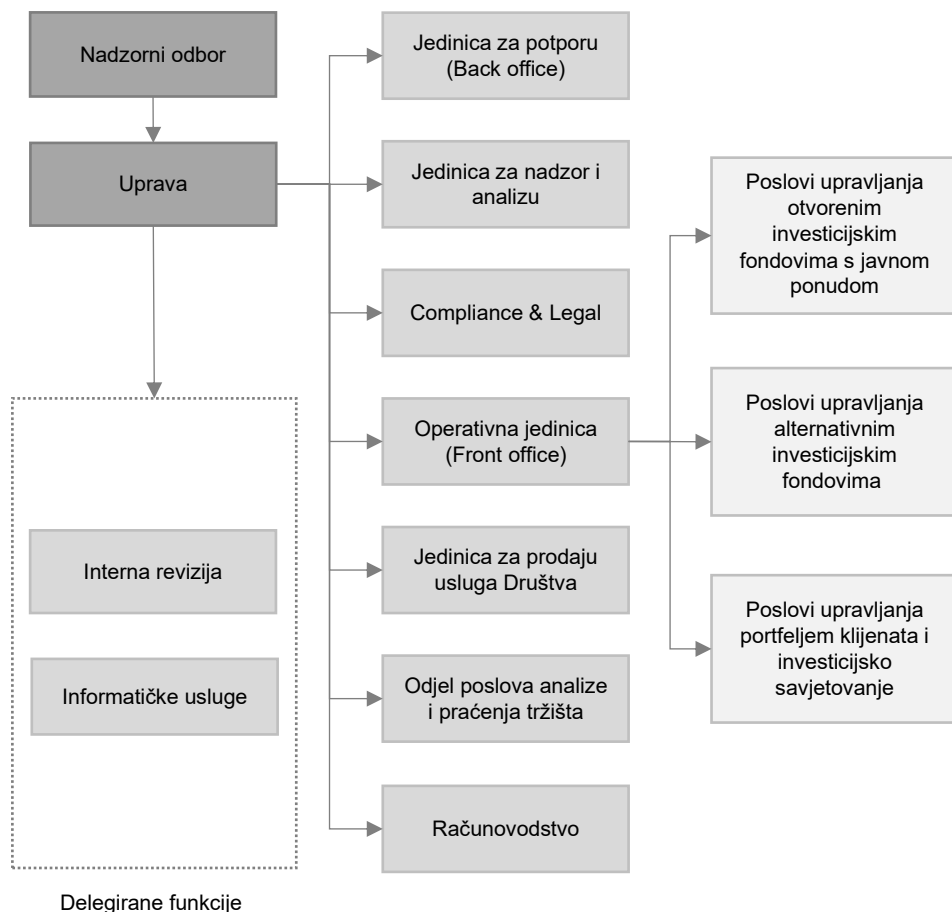 Nadzorni odbor
Uprava
Interna revizija
Informatičke usluge
Delegirane funkcije
Jedinica za potporu
(Back office)
Jedinica za nadzor i
analizu
Compliance & Legal
Operativna jedinica
(Front office)
Jedinica za prodaju
usluga Društva
Odjel poslova analize
i praćenja tržišta
Računovodstvo
Poslovi upravljanja
otvorenim
investicijskim
fondovima s javnom
ponudom
Poslovi upravljanja
alternativnim
investicijskim
fondovima
Poslovi upravljanja
portfeljem klijenata i
investicijsko
savjetovanje